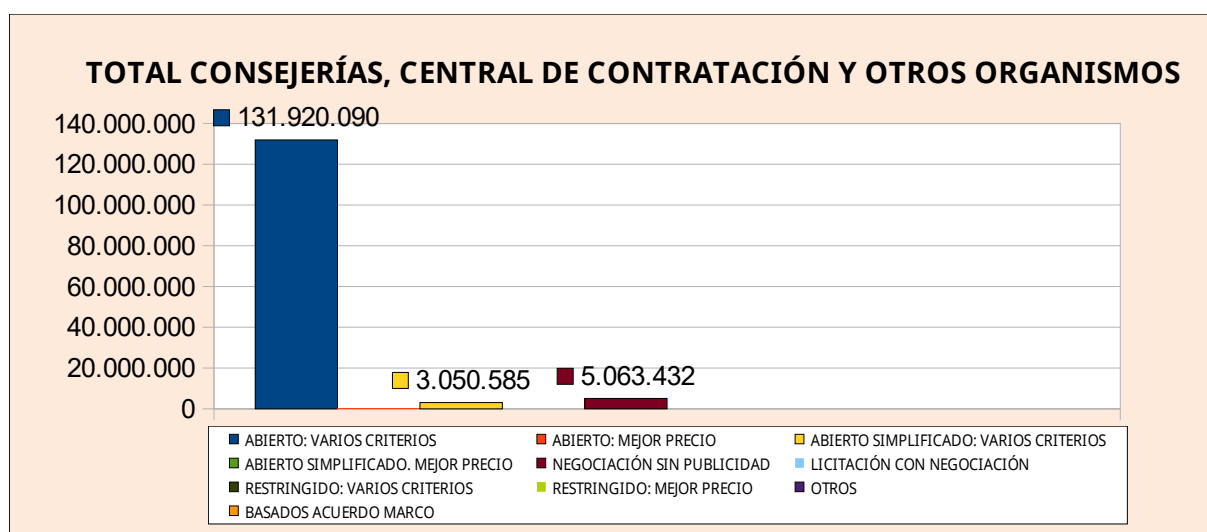 TOTAL CONSEJERÍAS, CENTRAL DE CONTRATACIÓN Y OTROS ORGANISMOS
131.920.090
140.000.000
120.000.000
100.000.000
80.000.000
60.000.000
40.000.000
20.000.000
0
3.050.585
5.063.432
ABIERTO: VARIOS CRITERIOS ABIERTO: MEJOR PRECIO ABIERTO SIMPLIFICADO: VARIOS CRITERIOS
ABIERTO SIMPLIFICADO. MEJOR PRECIO NEGOCIACIÓN SIN PUBLICIDAD LICITACIÓN CON NEGOCIACIÓN
RESTRINGIDO: VARIOS CRITERIOS RESTRINGIDO: MEJOR PRECIO OTROS
BASADOS ACUERDO MARCO